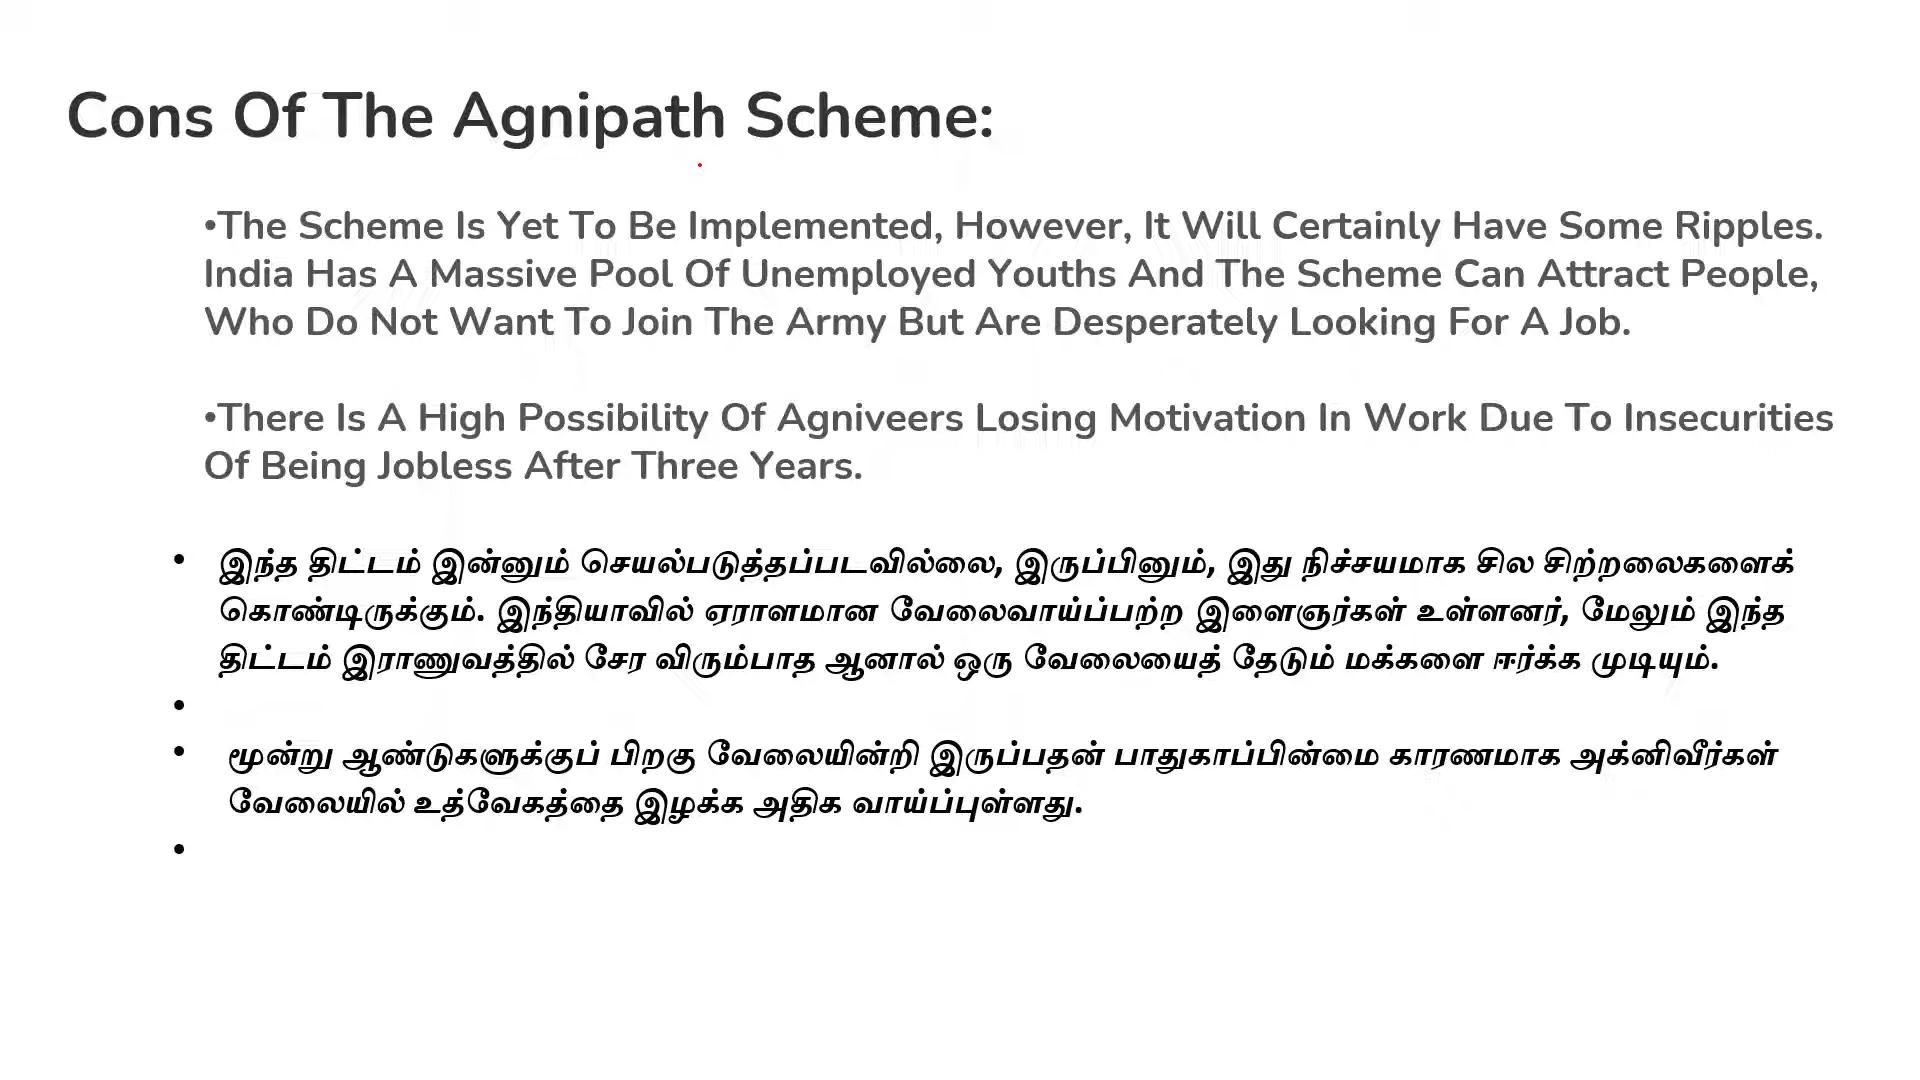 Cons Of The Agnipath Scheme:
•The Scheme Is Yet To Be Implemented, However, It Will Certainly Have Some Ripples.
India Has A Massive Pool Of Unemployed Youths And The Scheme Can Attract People,
Who Do Not Want To Join The Army But Are Desperately Looking For A Job.
•There Is A High Possibility Of Agniveers Losing Motivation In Work Due To Insecurities
Of Being Jobless After Three Years.
• இந்த திட்டம் இன்னும் செயல்படுத்தப்படவில்லை, இருப்பினும், இது நிச்சயமாக சில சிற்றலைகளைக்
கொண்டிருக்கும். இந்தியாவில் ஏராளமான வேலைவாய்ப்பற்ற இளைஞர்கள் உள்ளனர், மேலும் இந்த
திட்டம் இராணுவத்தில் சேர விரும்பாத ஆனால் ஒரு வேலையைத் தேடும் மக்களை ஈர்க்க முடியும்.
•
• மூன்று ஆண்டுகளுக்குப் பிறகு வேலையின்றி இருப்பதன் பாதுகாப்பின்மை காரணமாக அக்னிவீர்கள்
வேலையில் உத்வேகத்தை இழக்க அதிக வாய்ப்புள்ளது.
•